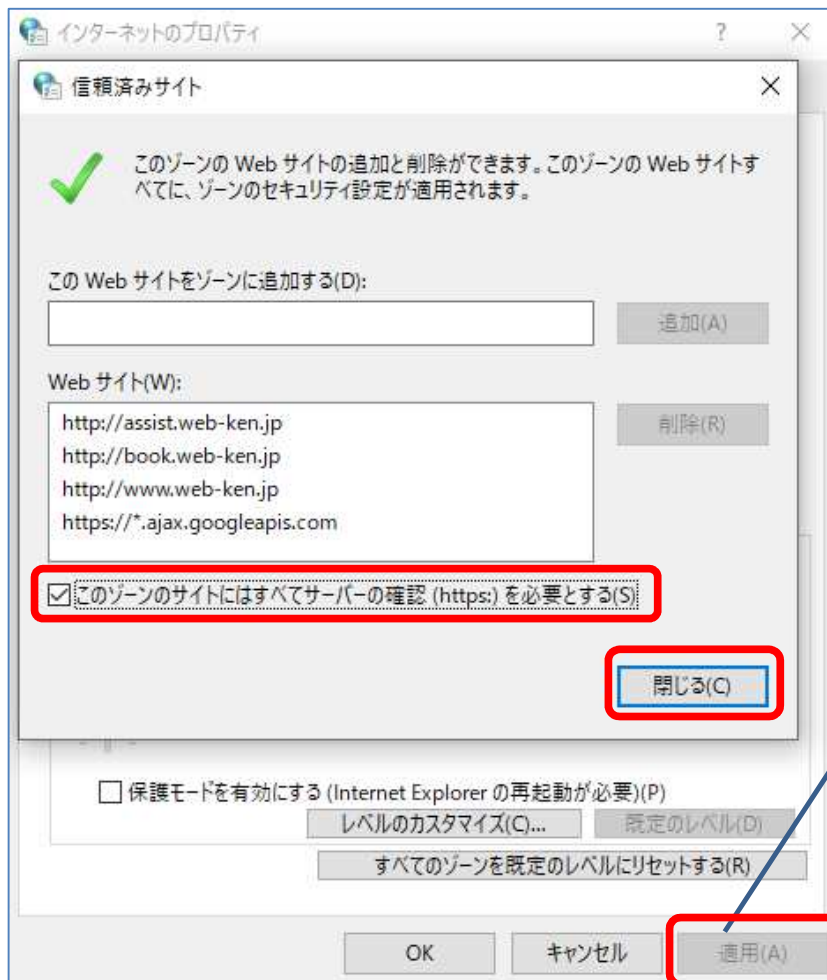 インターネットのプロパティ
?
信頼済みサイト
このゾーンの Web サイトの追加と削除ができます。このゾーンの Web サイトす
べてに、ゾーンのセキュリティ設定が適用されます。
この Web サイトをゾーンに追加する(D):
追加(A)
Web サイト(W):
http://assist.web-ken.jp
http://book.web-ken.jp
http://www.web-ken.jp
https://*.ajax.googleapis.com
削除(R)
このゾーンのサイトにはすべてサーバーの確認 (https:) を必要とする(S)
閉じる(C)
保護モードを有効にする (Internet Explorer の再起動が必要)(P)
レベルのカスタマイズ(C)... 既定のレベル(D)
すべてのゾーンを既定のレベルにリセットする(R)
OK キャンセル 適用(A)